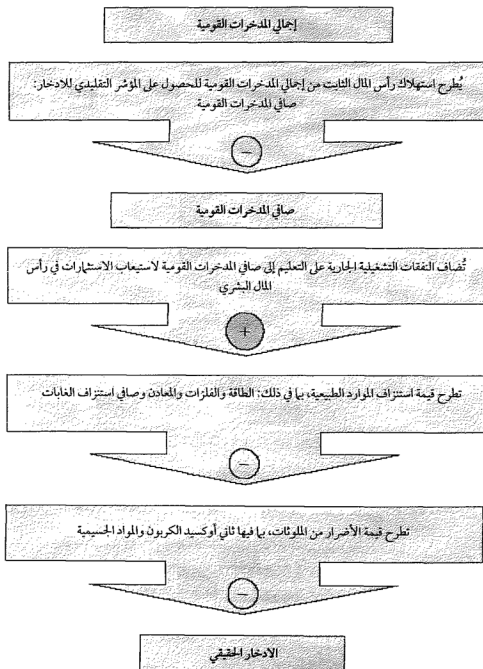 إجمالي المدخرات القومية
يُطرح استهلاك رأس المال الثابت من إجمالي المدخرات القومية للحصول على المؤشر التقليدي للادخار:
صافي المدخرات القومية
−
صافي المدخرات القومية
تُضاف النفقات التشغيلية الجارية على التعليم إلى صافي المدخرات القومية لاستيعاب الاستثمارات في رأس
المال البشري
+
تطرح قيمة استنزاف الموارد الطبيعية، بما في ذلك: الطاقة والفلزات والمعادن وصافي استنزاف الغابات
−
تطرح قيمة الأضرار من الملوثات، بما فيها ثاني أوكسيد الكربون والمواد الجسيمية
−
الادخار الحقيقي